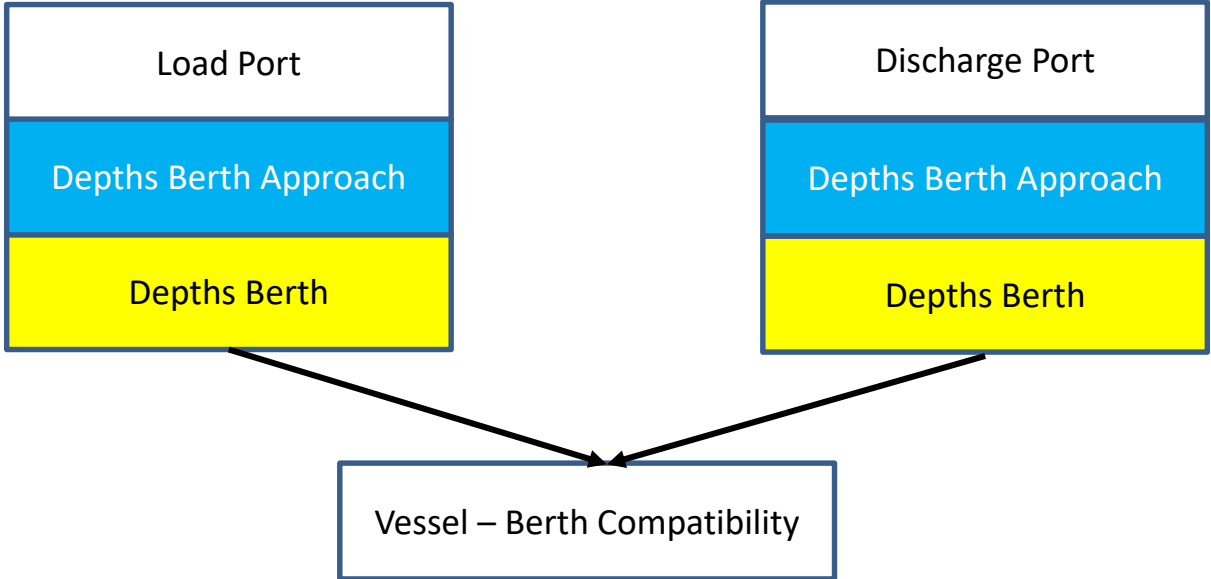 Load Port
Depths Berth Approach
Depths Berth
Discharge Port
Depths Berth Approach
Depths Berth
Vessel – Berth Compatibility